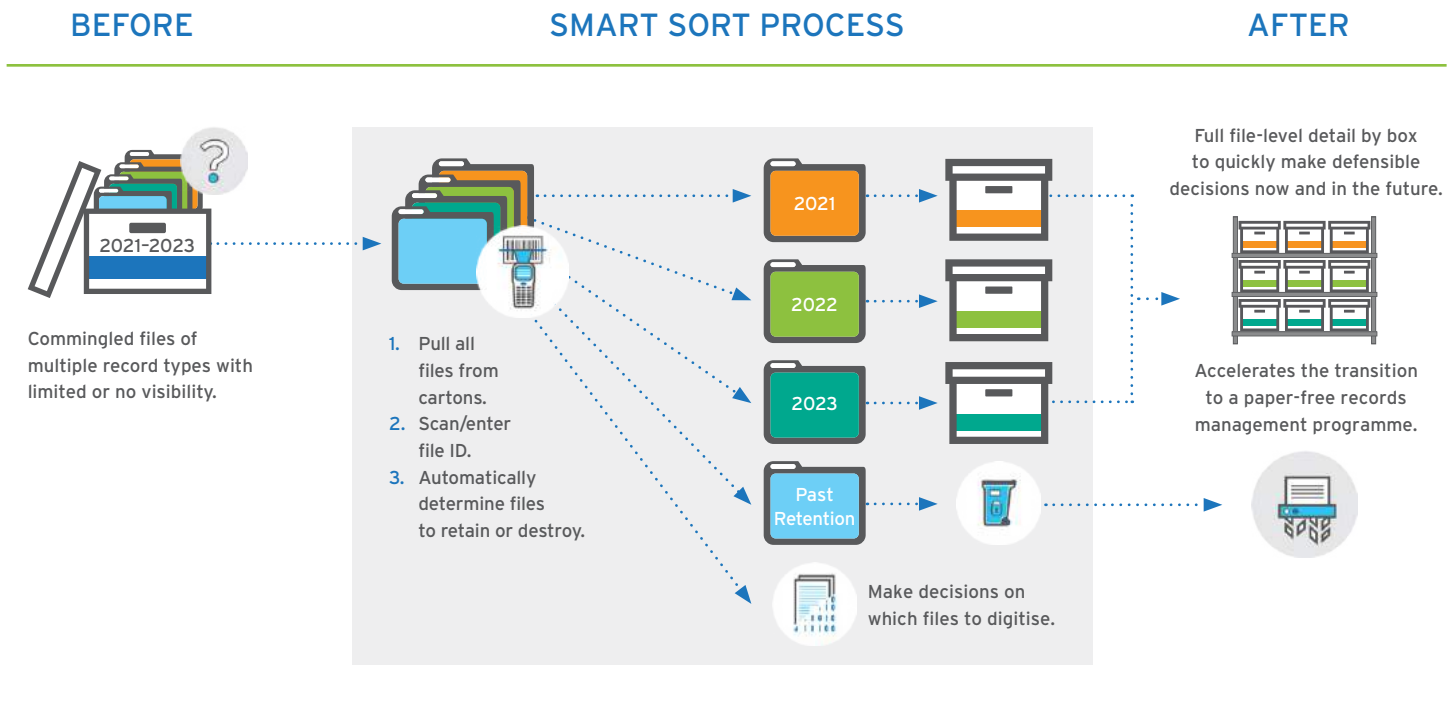 BEFORE
SMART SORT PROCESS
AFTER
2021–2023
Commingled files of
multiple record types with
limited or no visibility.
1. Pull all
files from
cartons.
2. Scan/enter
file ID.
3. Automatically
determine files
to retain or destroy.
2021
2022
2023
Past
Retention
Make decisions on
which files to digitise.
Full file-level detail by box
to quickly make defensible
decisions now and in the future.
Accelerates the transition
to a paper-free records
management programme.